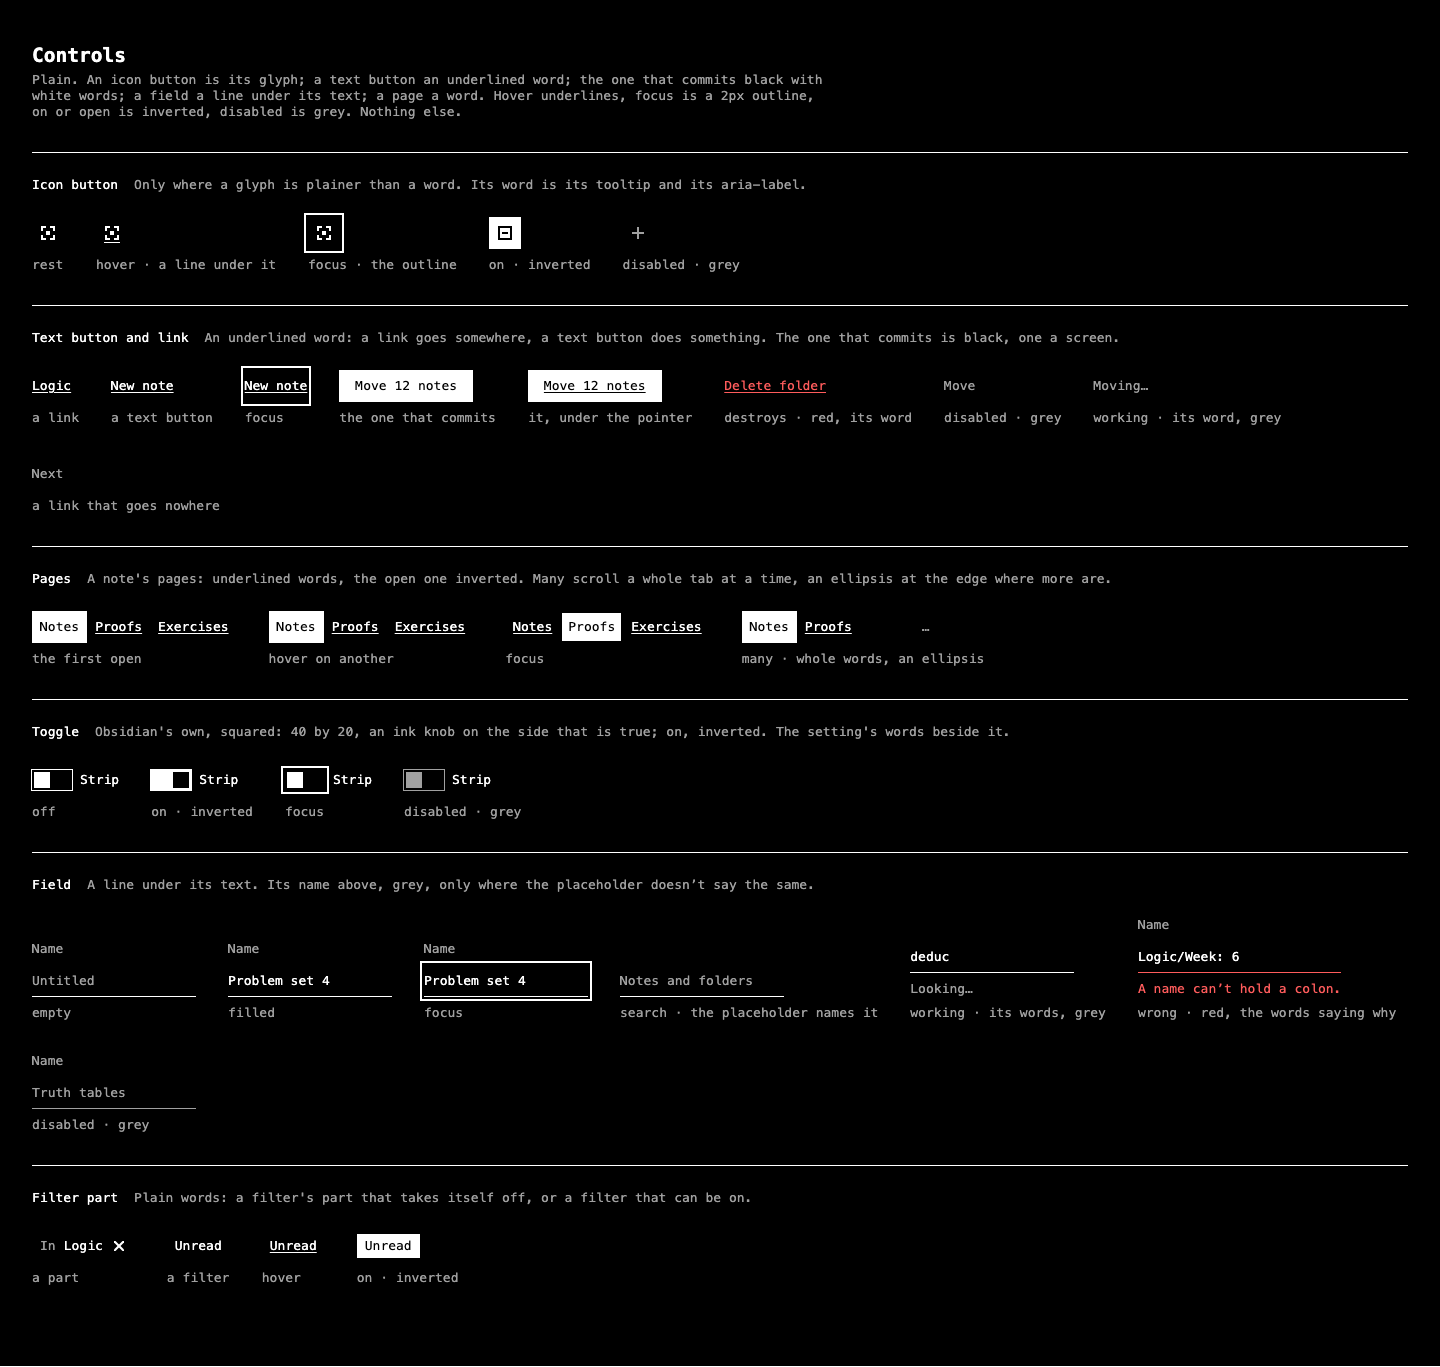 Controls
Plain. An icon button is its glyph; a text button an underlined word; the one that commits black with
white words; a field a line under its text; a page a word. Hover underlines, focus is a 2px outline,
on or open is inverted, disabled is grey. Nothing else.
Icon button Only where a glyph is plainer than a word. Its word is its tooltip and its aria-label.
rest hover · a line under it focus · the outline on · inverted disabled · grey
Text button and link An underlined word: a link goes somewhere, a text button does something. The one that commits is black, one a screen.
Logic New note New note Move 12 notes Move 12 notes Delete folder Move Moving…
a link a text button focus the one that commits it, under the pointer destroys · red, its word disabled · grey working · its word, grey
Next
a link that goes nowhere
Pages A note's pages: underlined words, the open one inverted. Many scroll a whole tab at a time, an ellipsis at the edge where more are.
Notes Proofs Exercises Notes Proofs Exercises Notes Proofs Exercises Notes Proofs …
the first open hover on another focus many · whole words, an ellipsis
Toggle Obsidian's own, squared: 40 by 20, an ink knob on the side that is true; on, inverted. The setting's words beside it.
Strip Strip Strip Strip
off on · inverted focus disabled · grey
Field A line under its text. Its name above, grey, only where the placeholder doesn’t say the same.
Name
Name Name Name
deduc Logic/Week: 6
Untitled Problem set 4 Problem set 4 Notes and folders
Looking… A name can’t hold a colon.
empty filled focus search · the placeholder names it working · its words, grey wrong · red, the words saying why
Name
Truth tables
disabled · grey
Filter part Plain words: a filter's part that takes itself off, or a filter that can be on.
In Logic Unread Unread Unread
a part a filter hover on · inverted